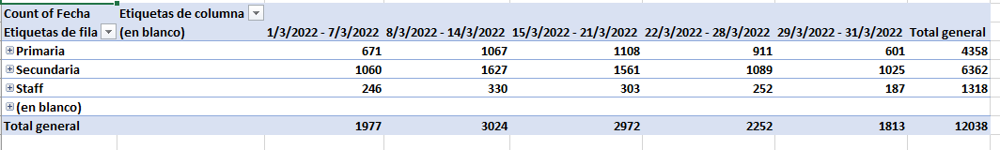 Count of Fecha Etiquetas de columna
Etiquetas de fila (en blanco) 1/3/2022 - 7/3/2022 8/3/2022 - 14/3/2022 15/3/2022 - 21/3/2022 22/3/2022 - 28/3/2022 29/3/2022 - 31/3/2022 Total general
Primaria 671 1067 1108 911 601 4358
Secundaria 1060 1627 1561 1089 1025 6362
Staff 246 330 303 252 187 1318
(en blanco)
Total general 1977 3024 2972 2252 1813 12038